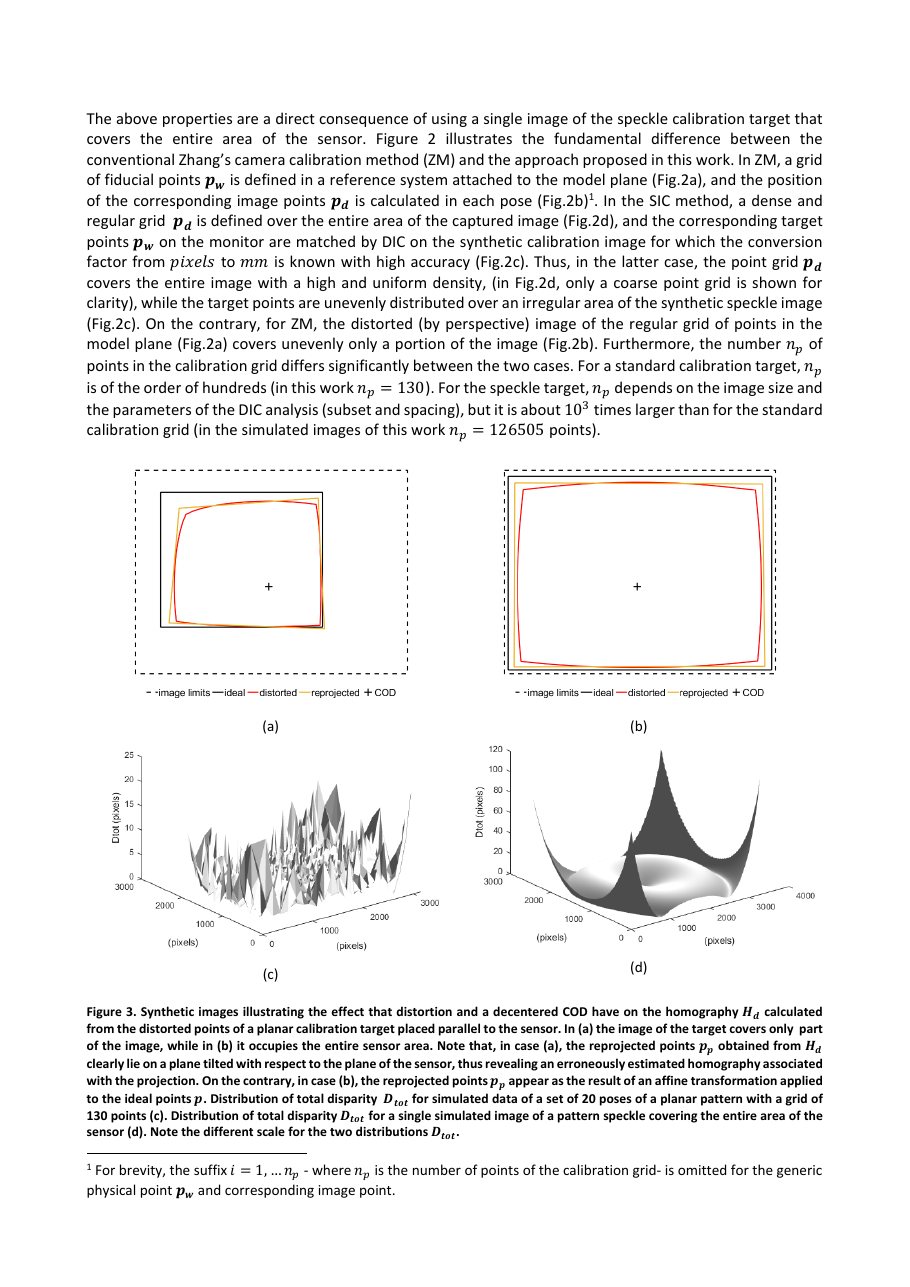 The above properties are a direct consequence of using a single image of the speckle calibration target that
covers the entire area of the sensor. Figure 2 illustrates the fundamental difference between the
conventional Zhang's camera calibration method (ZM) and the approach proposed in this work. In ZM, a grid
of fiducial points p_w is defined in a reference system attached to the model plane (Fig.2a), and the position
of the corresponding image points p_d is calculated in each pose (Fig.2b)¹. In the SIC method, a dense and
regular grid p_d is defined over the entire area of the captured image (Fig.2d), and the corresponding target
points p_w on the monitor are matched by DIC on the synthetic calibration image for which the conversion
factor from pixels to mm is known with high accuracy (Fig.2c). Thus, in the latter case, the point grid p_d
covers the entire image with a high and uniform density, (in Fig.2d, only a coarse point grid is shown for
clarity), while the target points are unevenly distributed over an irregular area of the synthetic speckle image
(Fig.2c). On the contrary, for ZM, the distorted (by perspective) image of the regular grid of points in the
model plane (Fig.2a) covers unevenly only a portion of the image (Fig.2b). Furthermore, the number n_p of
points in the calibration grid differs significantly between the two cases. For a standard calibration target, n_p
is of the order of hundreds (in this work n_p = 130). For the speckle target, n_p depends on the image size and
the parameters of the DIC analysis (subset and spacing), but it is about 10³ times larger than for the standard
calibration grid (in the simulated images of this work n_p = 126505 points).
+
- -image limits —ideal —distorted —reprojected + COD
(a)
+
- -image limits —ideal —distorted —reprojected + COD
(b)
25
20
15
10
5
0
Dtot (pixels)
3000
2000
1000
0
(pixels)
0
1000
2000
3000
(pixels)
(c)
120
100
80
60
40
20
0
Dtot (pixels)
3000
2000
1000
0
(pixels)
0
1000
2000
3000
4000
(pixels)
(d)
Figure 3. Synthetic images illustrating the effect that distortion and a decentered COD have on the homography H_d calculated
from the distorted points of a planar calibration target placed parallel to the sensor. In (a) the image of the target covers only part
of the image, while in (b) it occupies the entire sensor area. Note that, in case (a), the reprojected points p_p obtained from H_d
clearly lie on a plane tilted with respect to the plane of the sensor, thus revealing an erroneously estimated homography associated
with the projection. On the contrary, in case (b), the reprojected points p_p appear as the result of an affine transformation applied
to the ideal points p. Distribution of total disparity D_tot for simulated data of a set of 20 poses of a planar pattern with a grid of
130 points (c). Distribution of total disparity D_tot for a single simulated image of a pattern speckle covering the entire area of the
sensor (d). Note the different scale for the two distributions D_tot.
¹ For brevity, the suffix i = 1, … n_p - where n_p is the number of points of the calibration grid- is omitted for the generic
physical point p_w and corresponding image point.